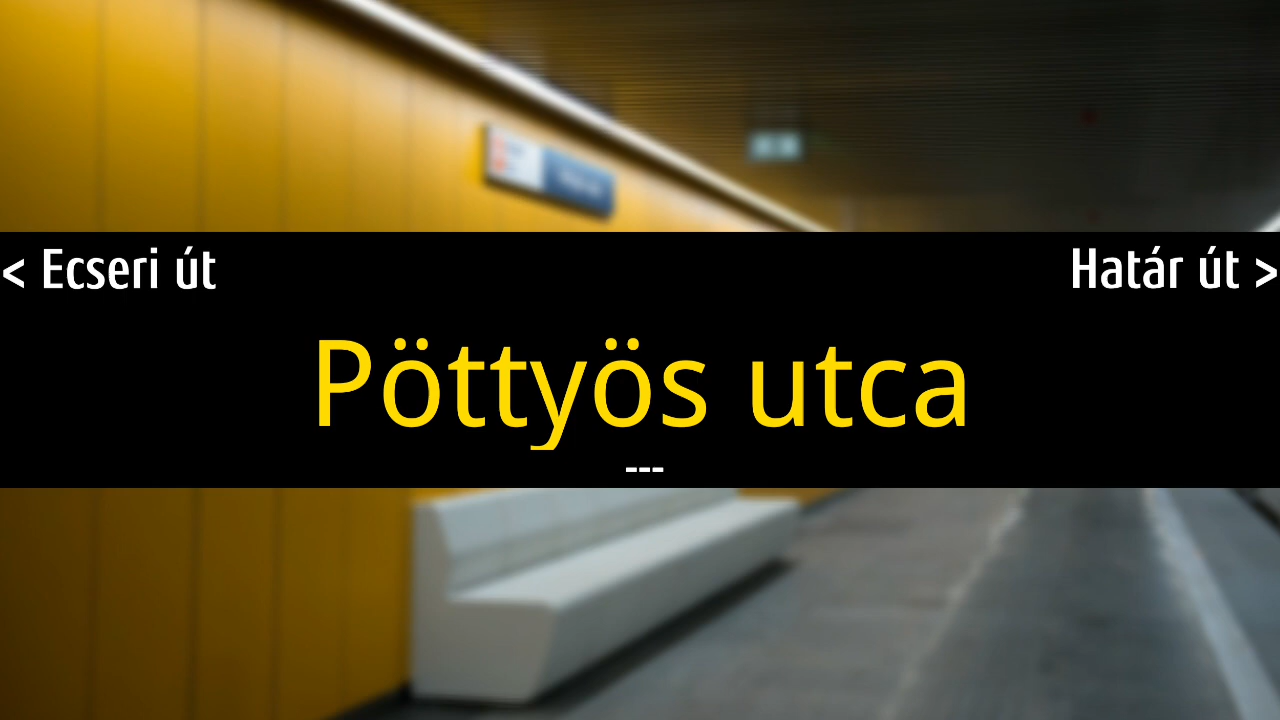 < Ecseri út
Határ út >
Pöttyös utca
---